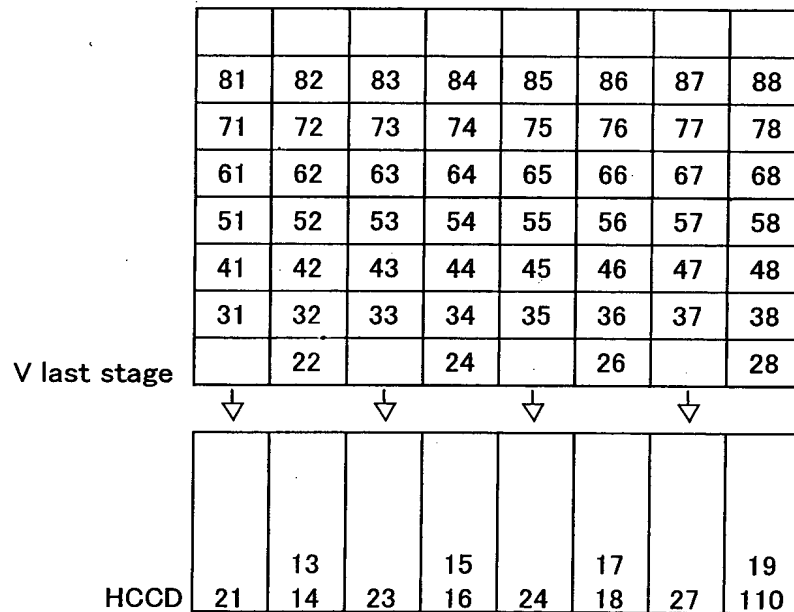 81 82 83 84 85 86 87 88
71 72 73 74 75 76 77 78
61 62 63 64 65 66 67 68
51 52 53 54 55 56 57 58
41 42 43 44 45 46 47 48
31 32 33 34 35 36 37 38
V last stage 22 24 26 28
13 15 17 19
HCCD 21 14 23 16 24 18 27 110